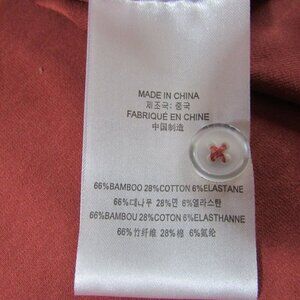 MADE IN CHINA
제조국: 중국
FABRIQUÉ EN CHINE
中国制造
66%BAMBOO 28%COTTON 6%ELASTANE
66%대나무 28%면 6%엘라스탄
66%BAMBOU 28%COTON 6%ELASTHANNE
66%竹纤维 28%棉 6%氨纶